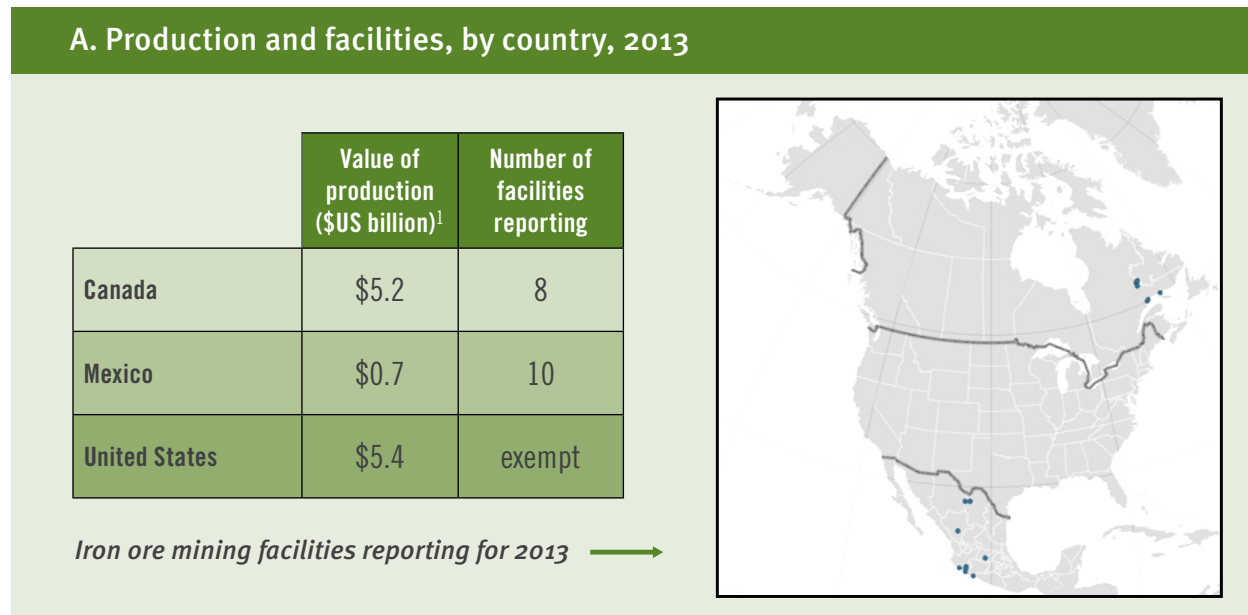 A. Production and facilities, by country, 2013
Value of
production
($US billion)¹
Number of
facilities
reporting
Canada $5.2 8
Mexico $0.7 10
United States $5.4 exempt
Iron ore mining facilities reporting for 2013